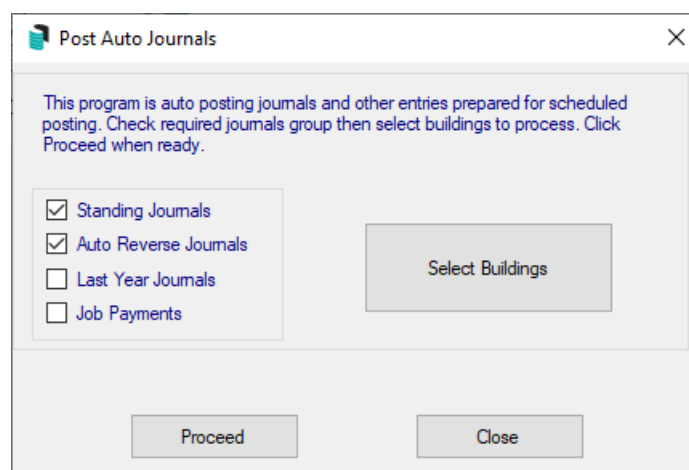 Post Auto Journals
This program is auto posting journals and other entries prepared for scheduled
posting. Check required journals group then select buildings to process. Click
Proceed when ready.
Standing Journals
Auto Reverse Journals
Last Year Journals
Job Payments
Select Buildings
Proceed
Close